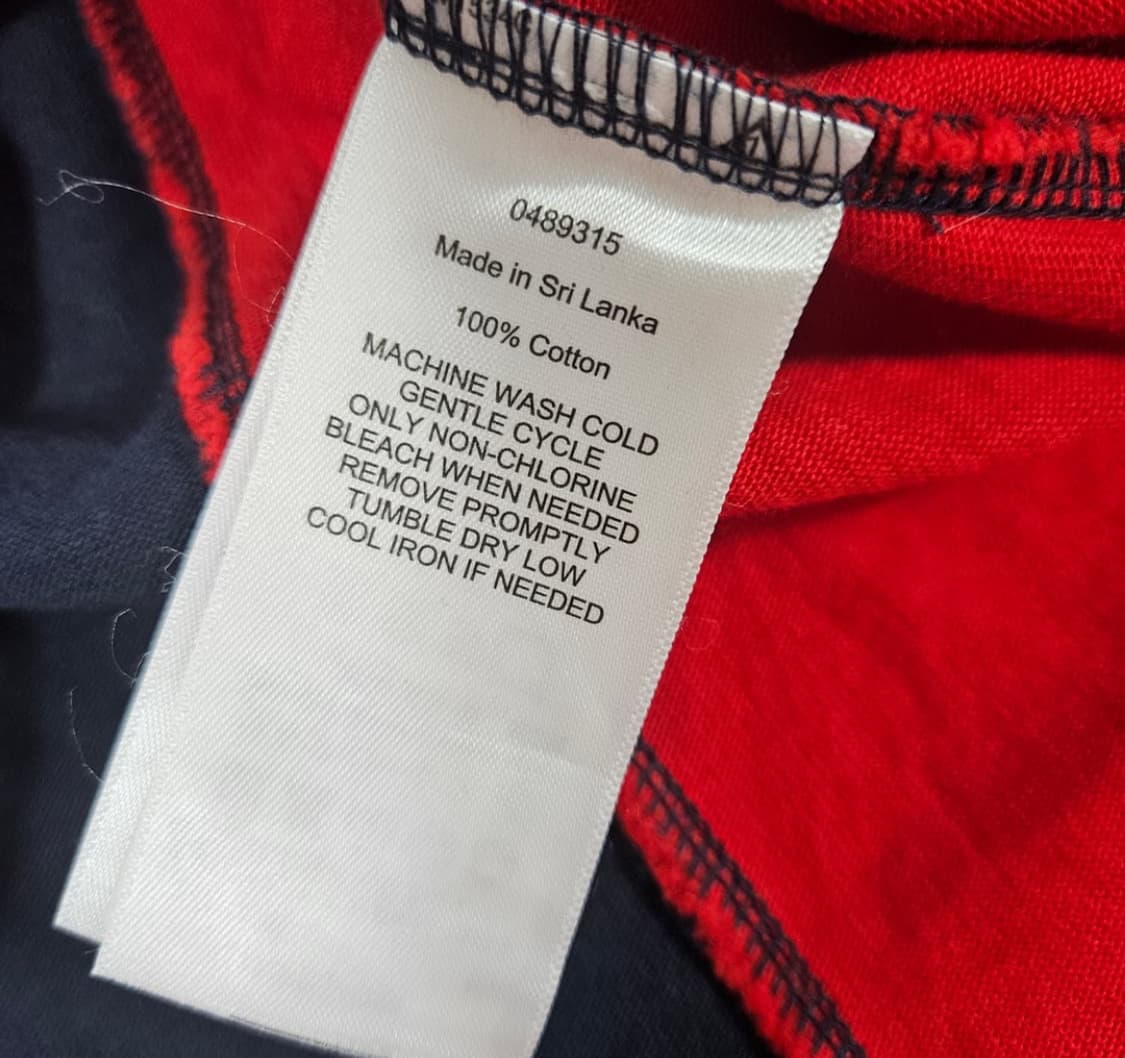 0489315
Made in Sri Lanka
100% Cotton
MACHINE WASH COLD
GENTLE CYCLE
ONLY NON-CHLORINE
BLEACH WHEN NEEDED
REMOVE PROMPTLY
TUMBLE DRY LOW
COOL IRON IF NEEDED